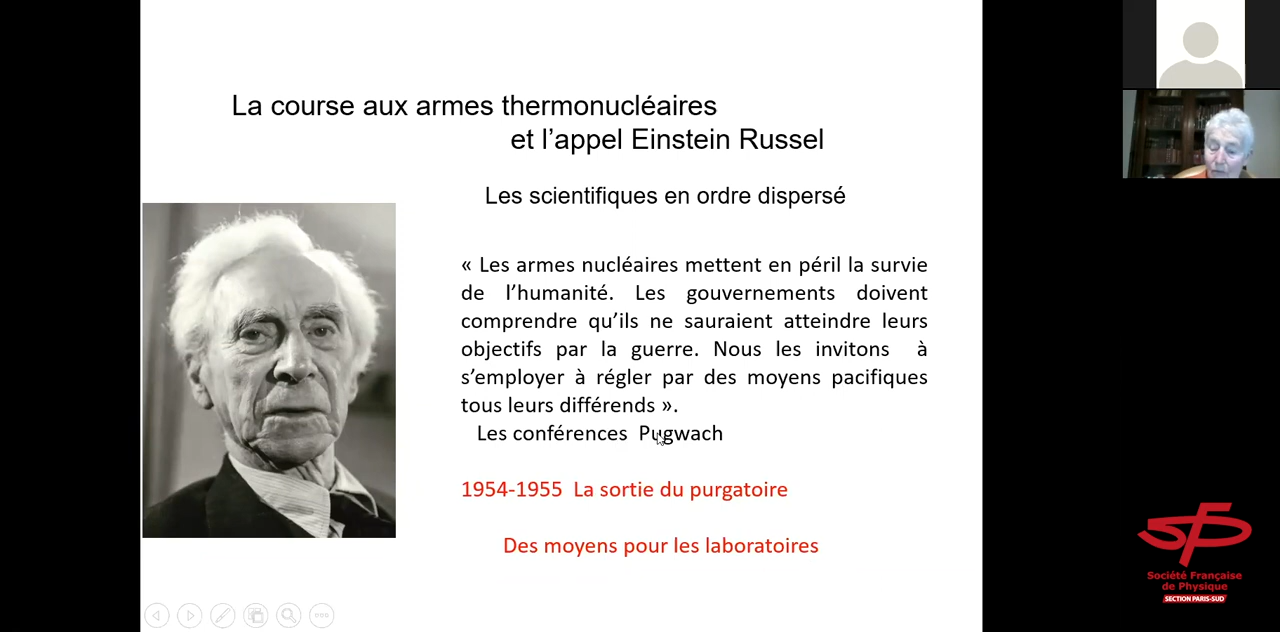 La course aux armes thermonucléaires
et l’appel Einstein Russel
Les scientifiques en ordre dispersé
« Les armes nucléaires mettent en péril la survie
de l’humanité. Les gouvernements doivent
comprendre qu’ils ne sauraient atteindre leurs
objectifs par la guerre. Nous les invitons à
s’employer à régler par des moyens pacifiques
tous leurs différends ».
Les conférences Pugwach
1954-1955 La sortie du purgatoire
Des moyens pour les laboratoires
sfp
Société Française
de Physique
SECTION PARIS-SUD